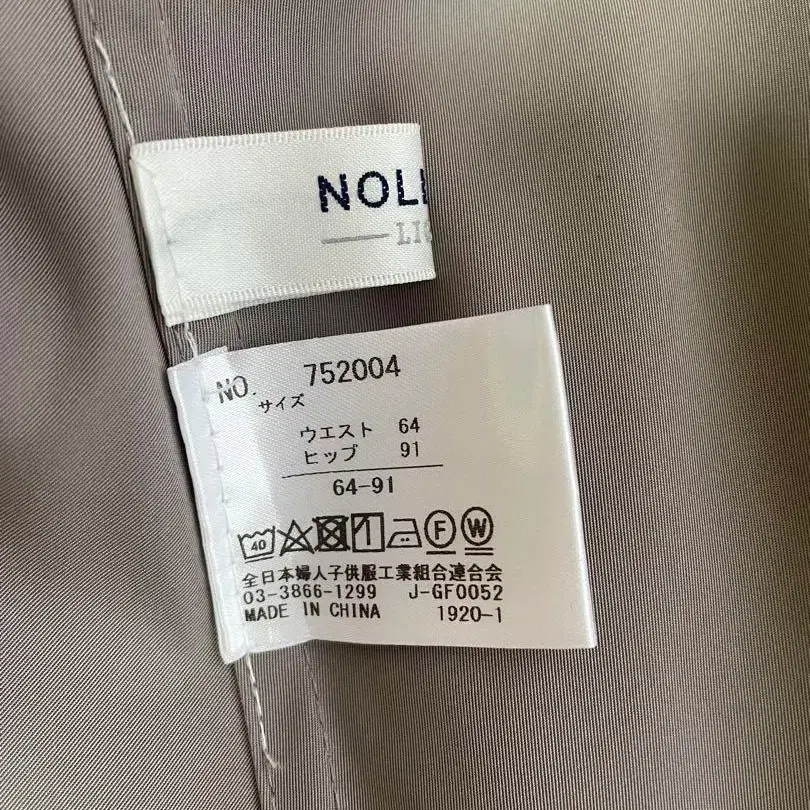 NOL
LI
NO. 752004
サイズ
ウエスト 64
ヒップ 91
64-91
40 F W
全日本婦人子供服工業組合連合会
03-3866-1299 J-GF0052
MADE IN CHINA 1920-1